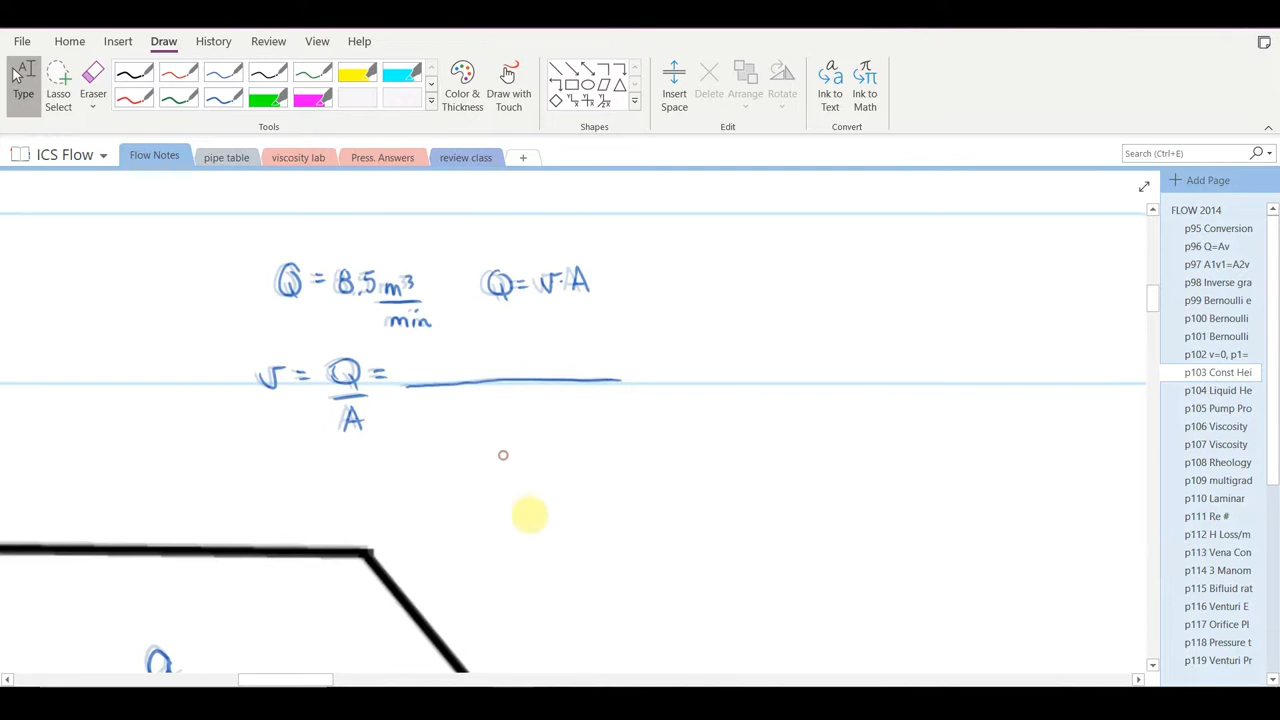 File Home Insert Draw History Review View Help
Type Lasso Select Eraser Color & Thickness Draw with Touch Insert Space Delete Arrange Rotate Ink to Text Ink to Math
Tools Shapes Edit Convert
ICS Flow Flow Notes pipe table viscosity lab Press. Answers review class + Search (Ctrl+E)
+ Add Page
FLOW 2014
p95 Conversion
p96 Q=Av
p97 A1v1=A2v
p98 Inverse gra
p99 Bernoulli e
p100 Bernoulli
p101 Bernoulli
p102 v=0, p1=
p103 Const Hei
p104 Liquid He
p105 Pump Pro
p106 Viscosity
p107 Viscosity
p108 Rheology
p109 multigrad
p110 Laminar
p111 Re #
p112 H Loss/m
p113 Vena Con
p114 3 Manom
p115 Bifluid rat
p116 Venturi E
p117 Orifice Pl
p118 Pressure t
p119 Venturi Pr
Q = 8.5 m³/min Q = v·A
v = Q/A =